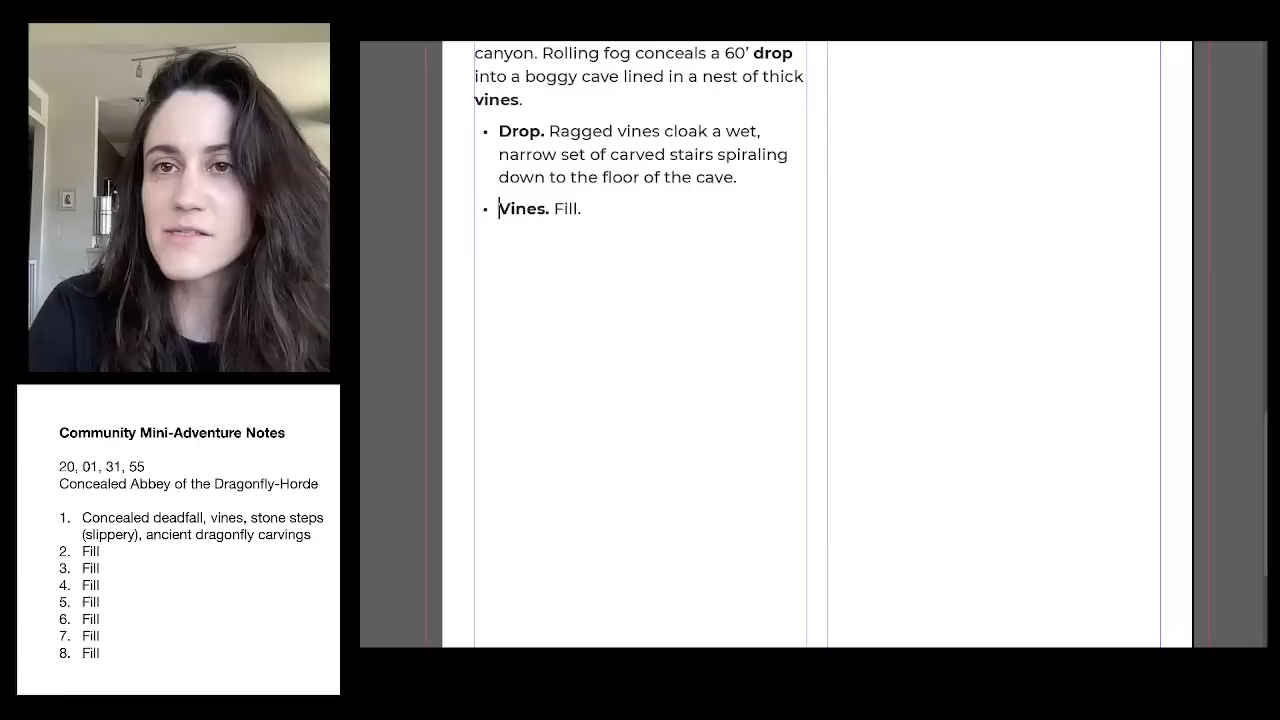 canyon. Rolling fog conceals a 60’ drop
into a boggy cave lined in a nest of thick
vines.
• Drop. Ragged vines cloak a wet,
narrow set of carved stairs spiraling
down to the floor of the cave.
• Vines. Fill.
Community Mini-Adventure Notes
20, 01, 31, 55
Concealed Abbey of the Dragonfly-Horde
1. Concealed deadfall, vines, stone steps
(slippery), ancient dragonfly carvings
2. Fill
3. Fill
4. Fill
5. Fill
6. Fill
7. Fill
8. Fill